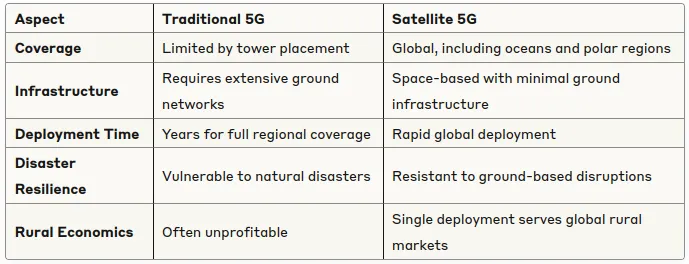 Aspect Traditional 5G Satellite 5G
Coverage Limited by tower placement Global, including oceans and polar regions
Infrastructure Requires extensive ground networks Space-based with minimal ground infrastructure
Deployment Time Years for full regional coverage Rapid global deployment
Disaster Resilience Vulnerable to natural disasters Resistant to ground-based disruptions
Rural Economics Often unprofitable Single deployment serves global rural markets